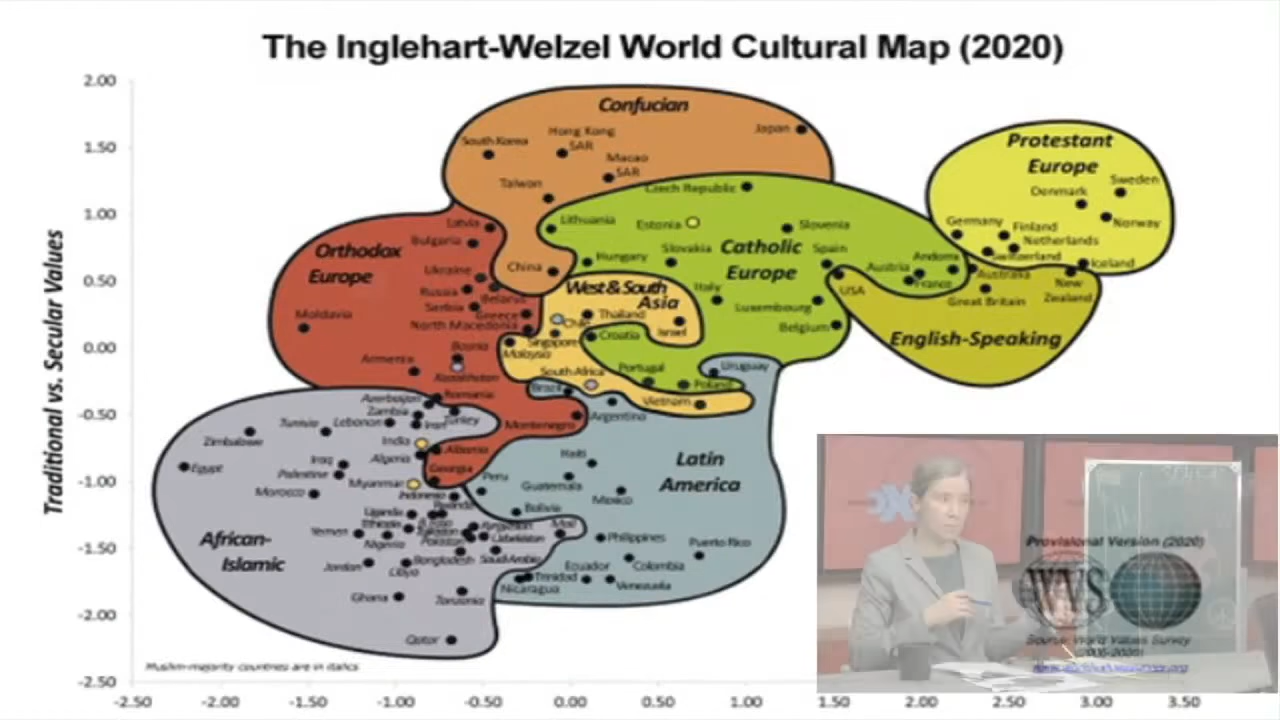 The Inglehart-Welzel World Cultural Map (2020)
Traditional vs. Secular Values
2.00
1.50
1.00
0.50
0.00
-0.50
-1.00
-1.50
-2.00
-2.50
-2.50
-2.00
-1.50
-1.00
-0.50
0.00
0.50
1.00
1.50
2.00
2.50
3.00
3.50
Confucian
Japan
South Korea
Hong Kong
SAR
Macao
SAR
Taiwan
China
Protestant
Europe
Sweden
Denmark
Norway
Germany
Finland
Netherlands
Switzerland
Iceland
Catholic
Europe
Czech Republic
Lithuania
Estonia
Slovenia
Hungary
Slovakia
Spain
Andorra
Austria
France
Italy
Luxembourg
Belgium
Croatia
Portugal
Poland
English-Speaking
USA
Australia
Great Britain
New
Zealand
Orthodox
Europe
Latvia
Bulgaria
Ukraine
Russia
Belarus
Serbia
Greece
North Macedonia
Moldavia
Bosnia
Armenia
Kazakhstan
Romania
Montenegro
Albania
Georgia
West & South
Asia
Thailand
Chile
Israel
Singapore
Malaysia
South Africa
Vietnam
Latin
America
Uruguay
Brazil
Argentina
Haiti
Peru
Guatemala
Mexico
Bolivia
Philippines
Puerto Rico
Ecuador
Colombia
Trinidad
Venezuela
Nicaragua
African-
Islamic
Azerbaijan
Zambia
Tunisia
Lebanon
Iran
Turkey
Zimbabwe
India
Algeria
Egypt
Iraq
Palestine
Myanmar
Morocco
Indonesia
Uganda
Rwanda
Ethiopia
B. Faso
Yemen
Nigeria
Pakistan
Kyrgyzstan
Uzbekistan
Mali
Bangladesh
Saudi Arabia
Jordan
Libya
Ghana
Tanzania
Qatar
Muslim-majority countries are in italics
Provisional Version (2020)
WVS
Source: World Values Survey
(2005-2020)